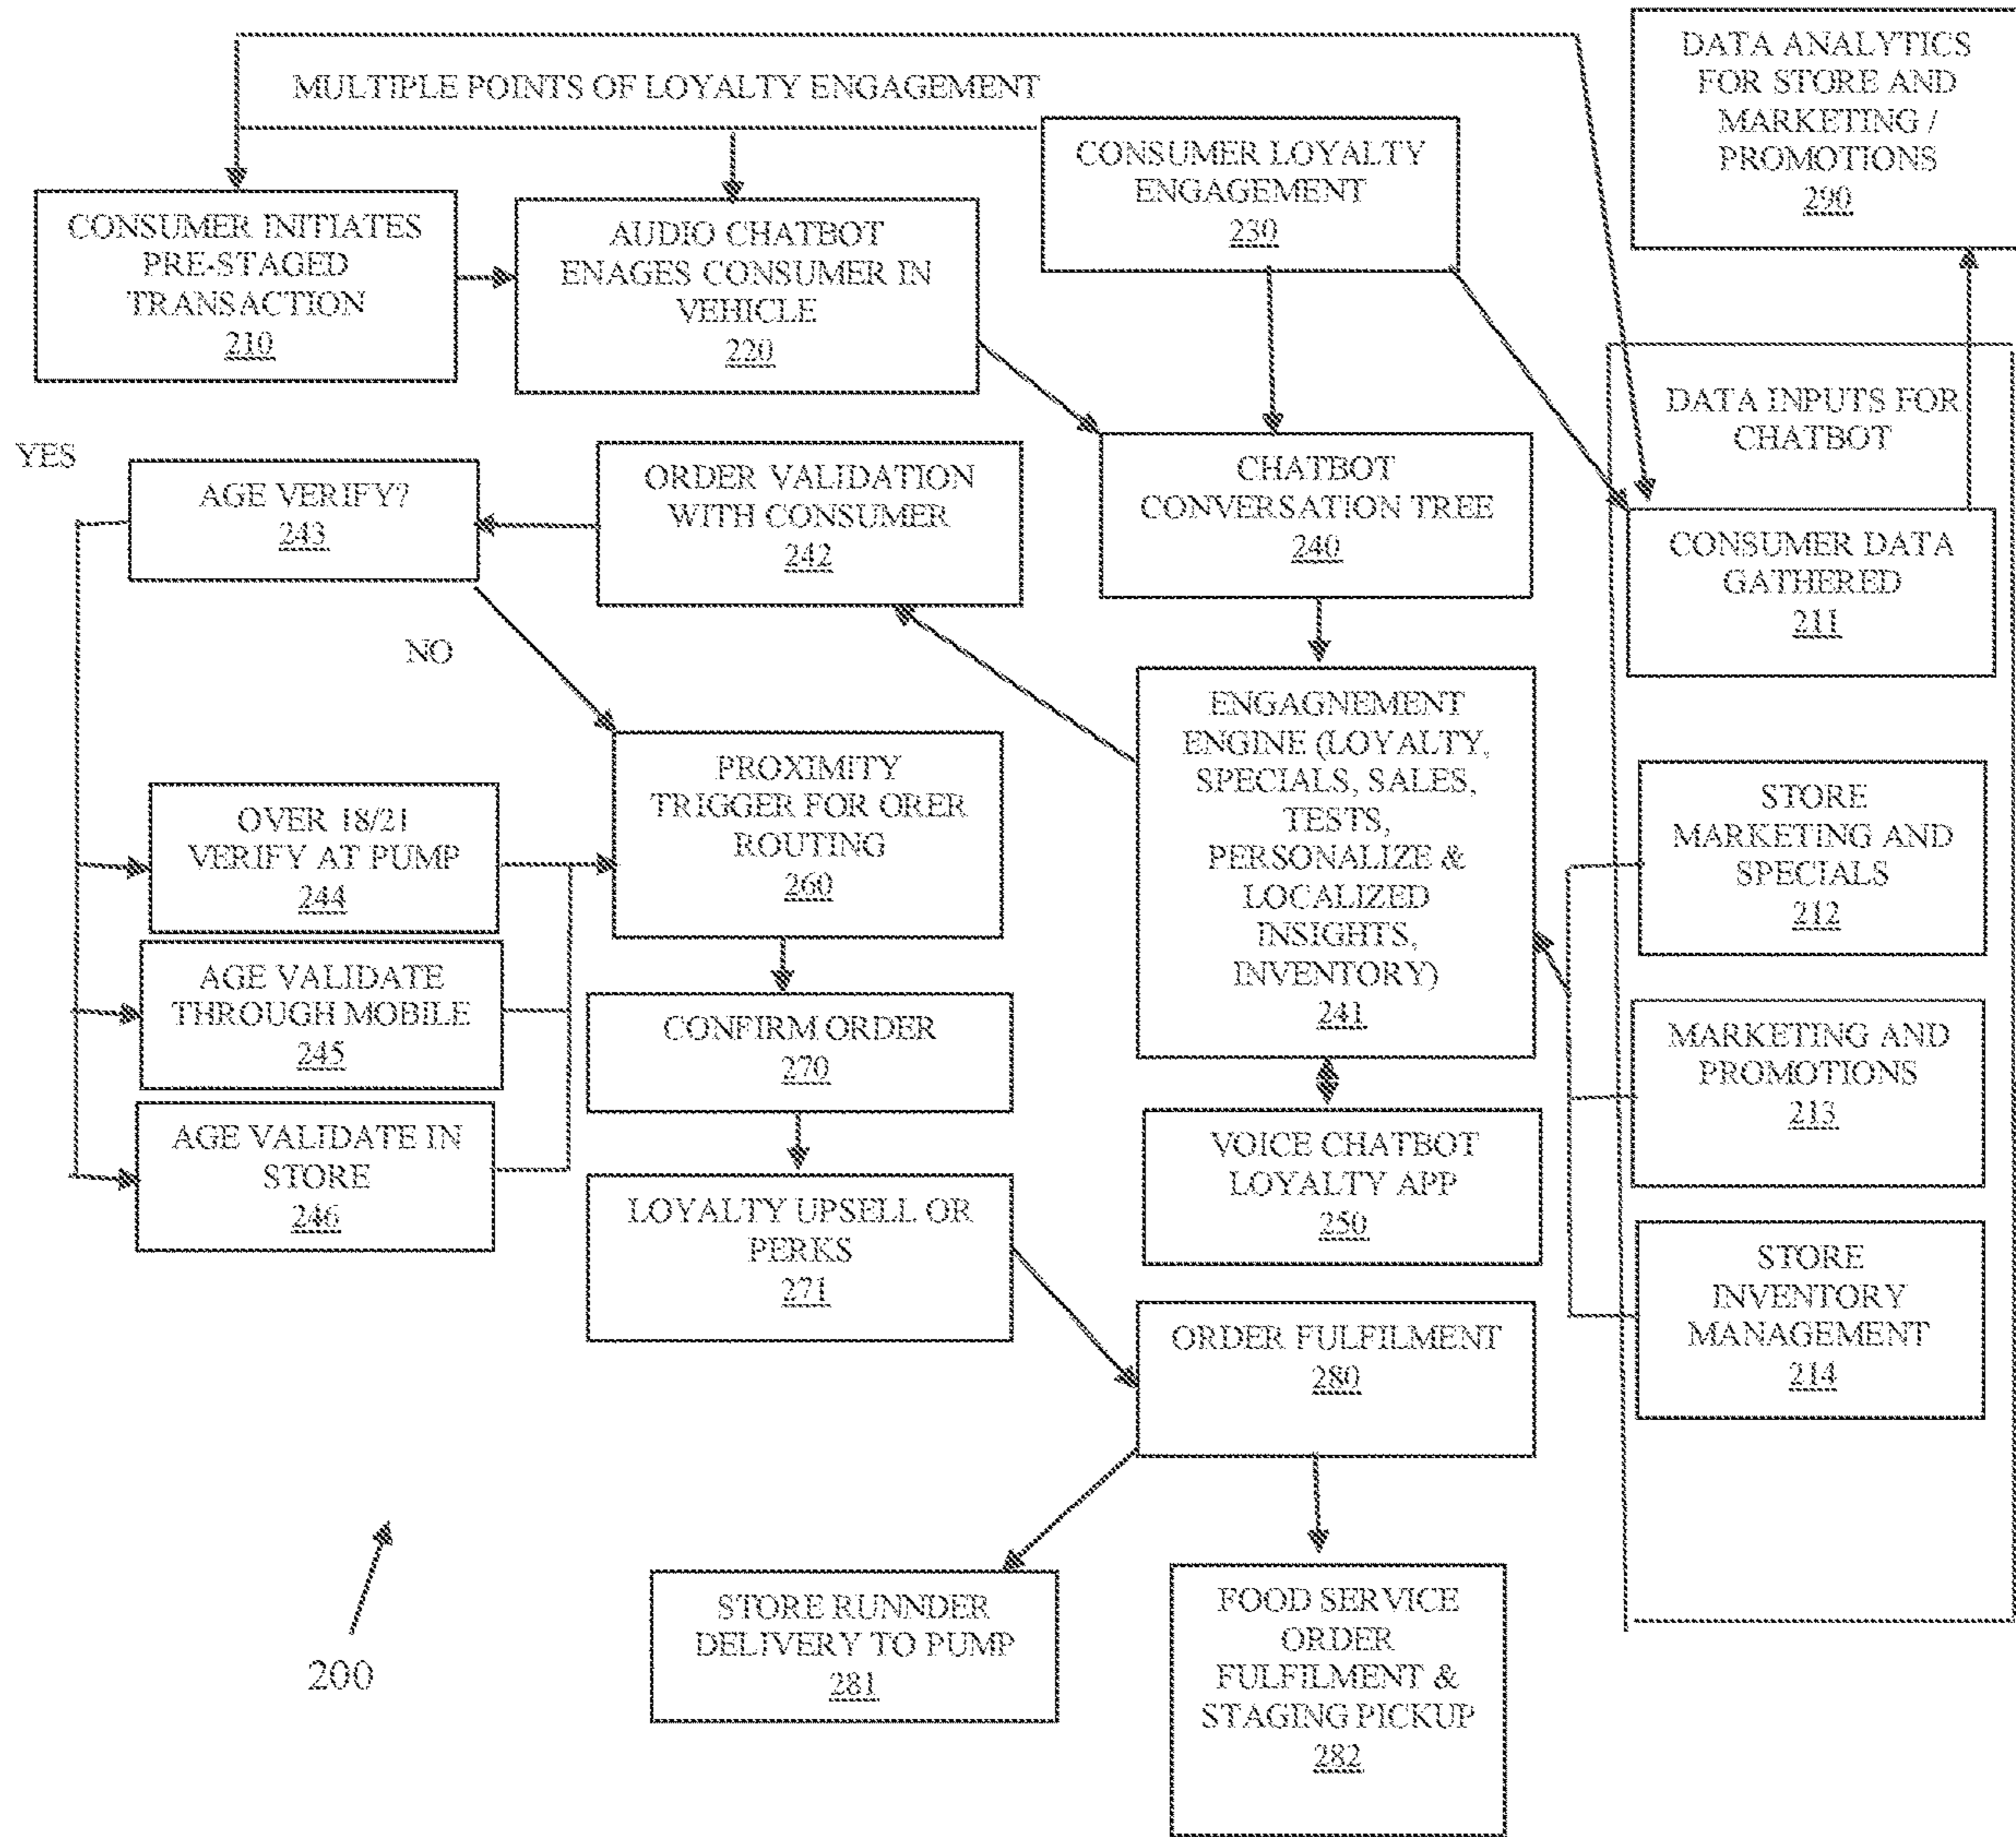 MULTIPLE POINTS OF LOYALTY ENGAGEMENT
CONSUMER INITIATES
PRE-STAGED
TRANSACTION
210
AUDIO CHATBOT
ENAGES CONSUMER IN
VEHICLE
220
CONSUMER LOYALTY
ENGAGEMENT
230
DATA ANALYTICS
FOR STORE AND
MARKETING /
PROMOTIONS
290
DATA INPUTS FOR
CHATBOT
YES
AGE VERIFY?
243
ORDER VALIDATION
WITH CONSUMER
242
CHATBOT
CONVERSATION TREE
240
CONSUMER DATA
GATHERED
211
NO
ENGAGNEMENT
ENGINE (LOYALTY,
SPECIALS, SALES,
TESTS,
PERSONALIZE &
LOCALIZED
INSIGHTS,
INVENTORY)
241
PROXIMITY
TRIGGER FOR ORER
ROUTING
260
OVER 18/21
VERIFY AT PUMP
244
STORE
MARKETING AND
SPECIALS
212
AGE VALIDATE
THROUGH MOBILE
245
CONFIRM ORDER
270
MARKETING AND
PROMOTIONS
213
AGE VALIDATE IN
STORE
246
LOYALTY UPSELL OR
PERKS
271
VOICE CHATBOT
LOYALTY APP
250
STORE
INVENTORY
MANAGEMENT
214
ORDER FULFILMENT
280
STORE RUNNDER
DELIVERY TO PUMP
281
FOOD SERVICE
ORDER
FULFILMENT &
STAGING PICKUP
282
200